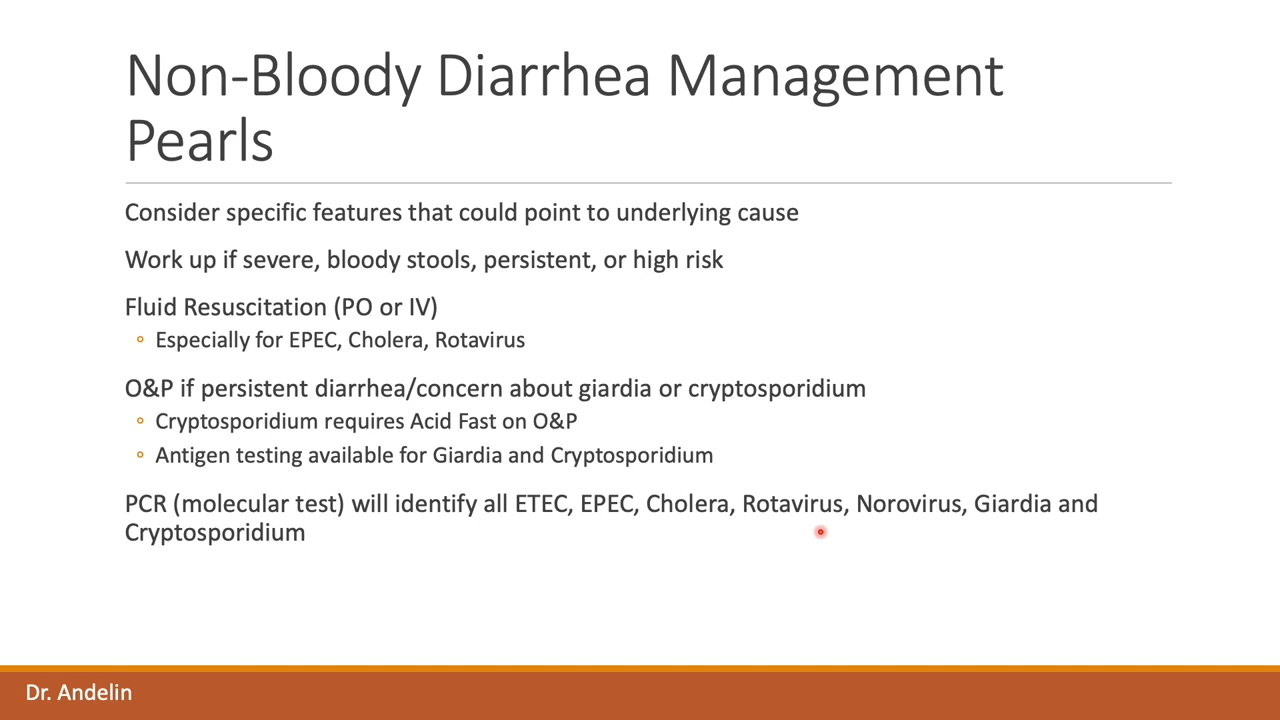 Non-Bloody Diarrhea Management
Pearls
Consider specific features that could point to underlying cause
Work up if severe, bloody stools, persistent, or high risk
Fluid Resuscitation (PO or IV)
Especially for EPEC, Cholera, Rotavirus
O&P if persistent diarrhea/concern about giardia or cryptosporidium
Cryptosporidium requires Acid Fast on O&P
Antigen testing available for Giardia and Cryptosporidium
PCR (molecular test) will identify all ETEC, EPEC, Cholera, Rotavirus, Norovirus, Giardia and
Cryptosporidium
Dr. Andelin